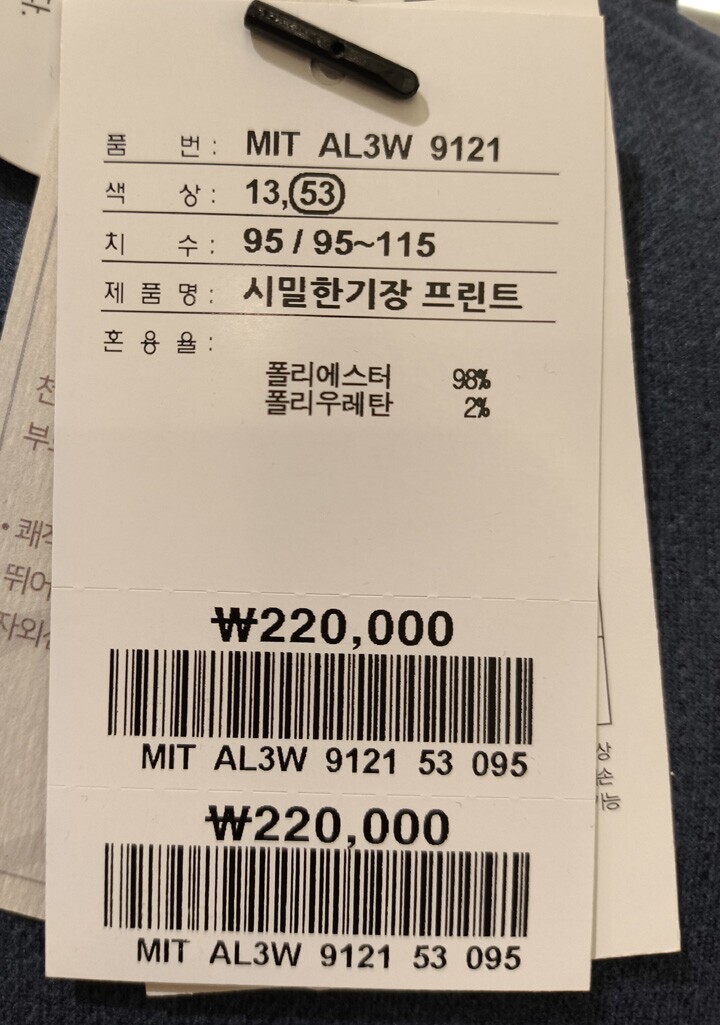 품 번 : MIT AL3W 9121
색 상 : 13,53
치 수 : 95 / 95~115
제 품 명 : 시밀한기장 프린트
혼 용 율 :
폴리에스터 98%
폴리우레탄 2%
₩220,000
MIT AL3W 9121 53 095
₩220,000
MIT AL3W 9121 53 095